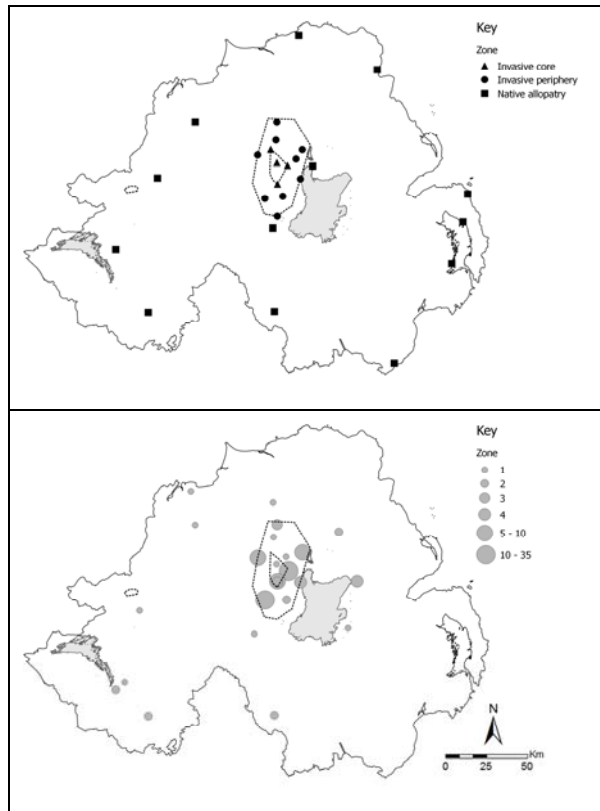 Key
Zone
Invasive core
Invasive periphery
Native allopatry
Key
Zone
1
2
3
4
5 - 10
10 - 35
N
Km
0 25 50